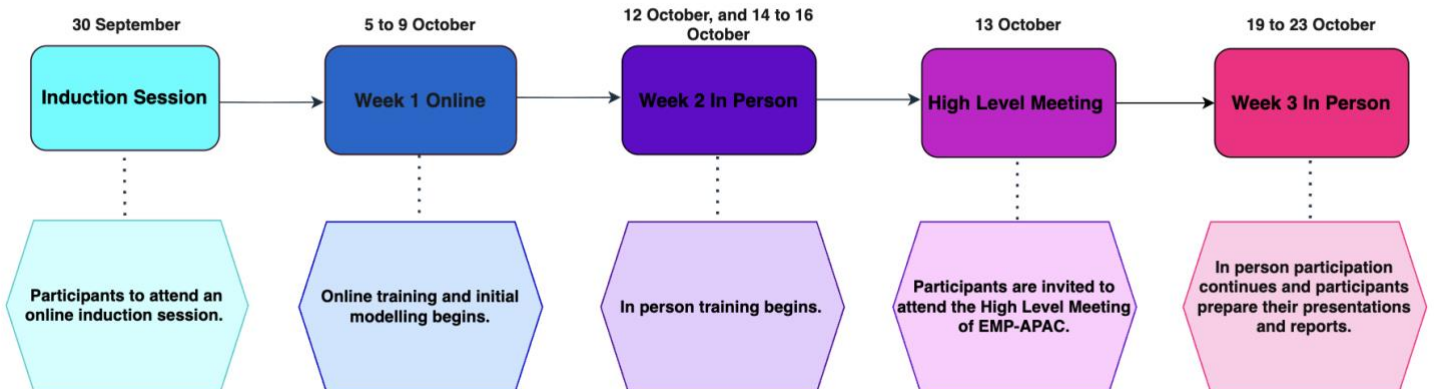 30 September
5 to 9 October
12 October, and 14 to 16
October
13 October
19 to 23 October
Induction Session
Week 1 Online
Week 2 In Person
High Level Meeting
Week 3 In Person
Participants to attend an
online induction session.
Online training and initial
modelling begins.
In person training begins.
Participants are invited to
attend the High Level Meeting
of EMP-APAC.
In person participation
continues and participants
prepare their presentations
and reports.